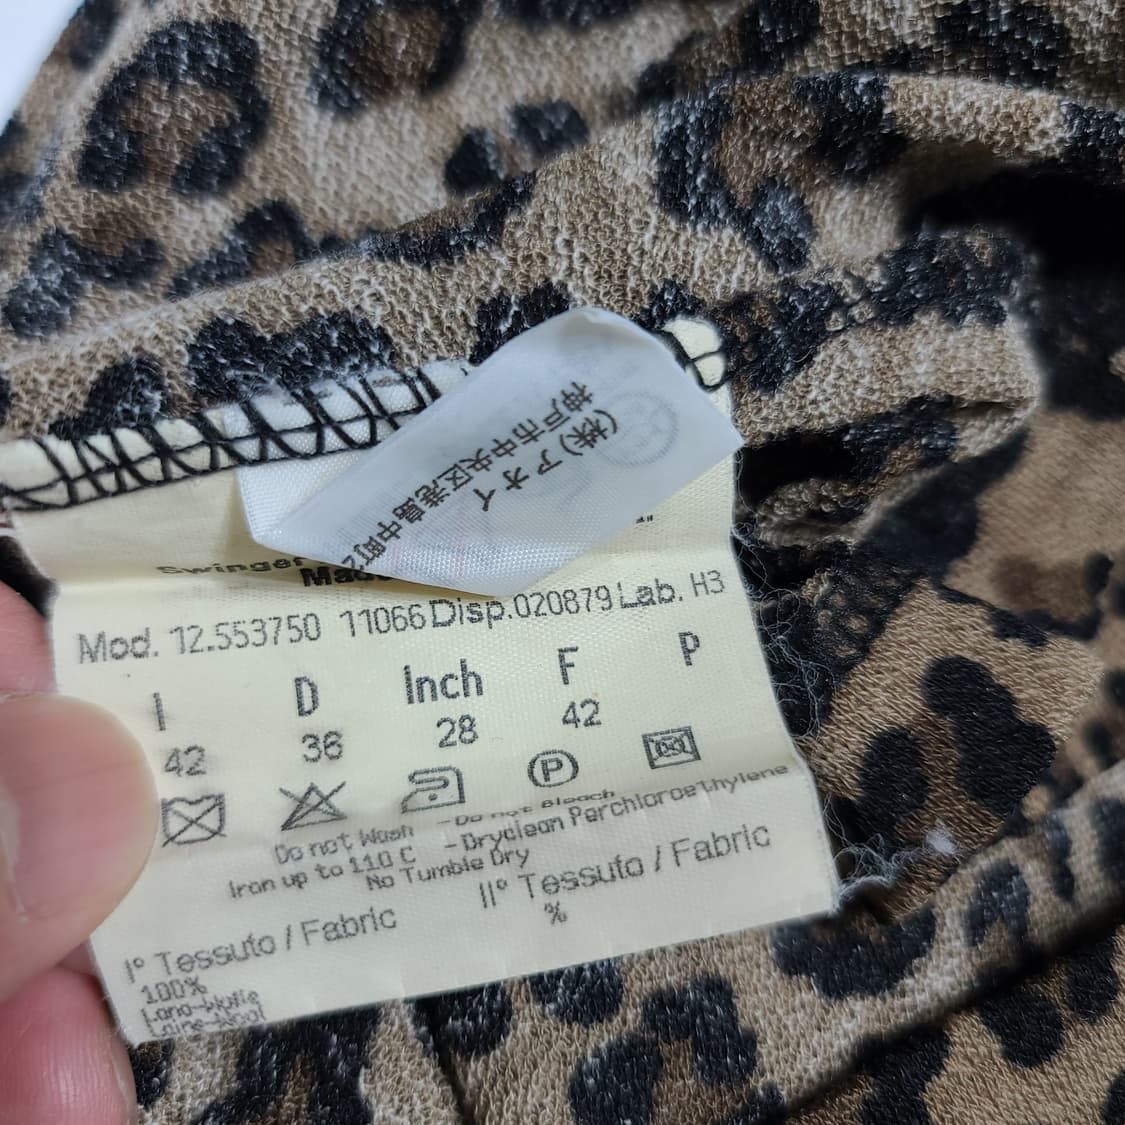 (株)アオイ
神戸市中央区港島中町
Swinger
Made
Mod. 12.553750 11066 Disp.020879 Lab. H3
I D Inch F P
42 36 28 42
P
Do not Wash - Do not Bleach
Iron up to 110 C - Dryclean Perchloroethylene
No Tumble Dry
I° Tessuto / Fabric II° Tessuto / Fabric
100% %
Lana-Wolle
Laine-Wool